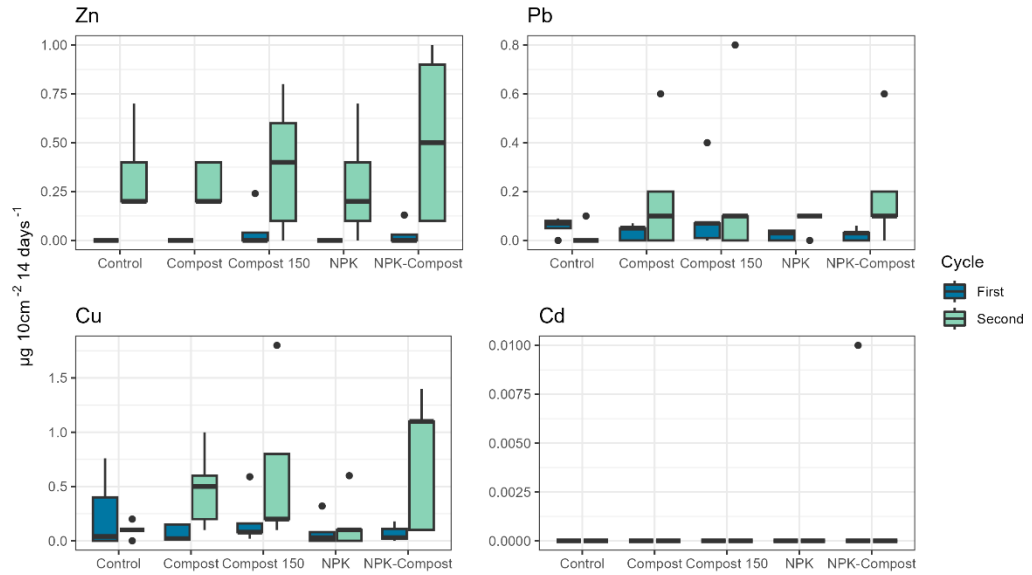 Zn
Pb
1.00
0.75
0.50
0.25
0.00
Control Compost Compost 150 NPK NPK-Compost
0.8
0.6
0.4
0.2
0.0
Control Compost Compost 150 NPK NPK-Compost
µg 10cm⁻² 14 days⁻¹
Cu
Cd
1.5
1.0
0.5
0.0
Control Compost Compost 150 NPK NPK-Compost
0.0100
0.0075
0.0050
0.0025
0.0000
Control Compost Compost 150 NPK NPK-Compost
Cycle
First
Second